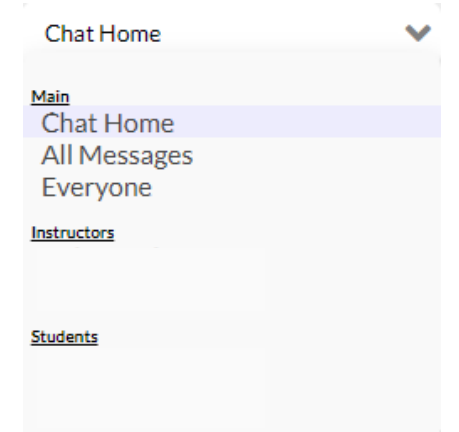 Chat Home
Main
Chat Home
All Messages
Everyone
Instructors
Students